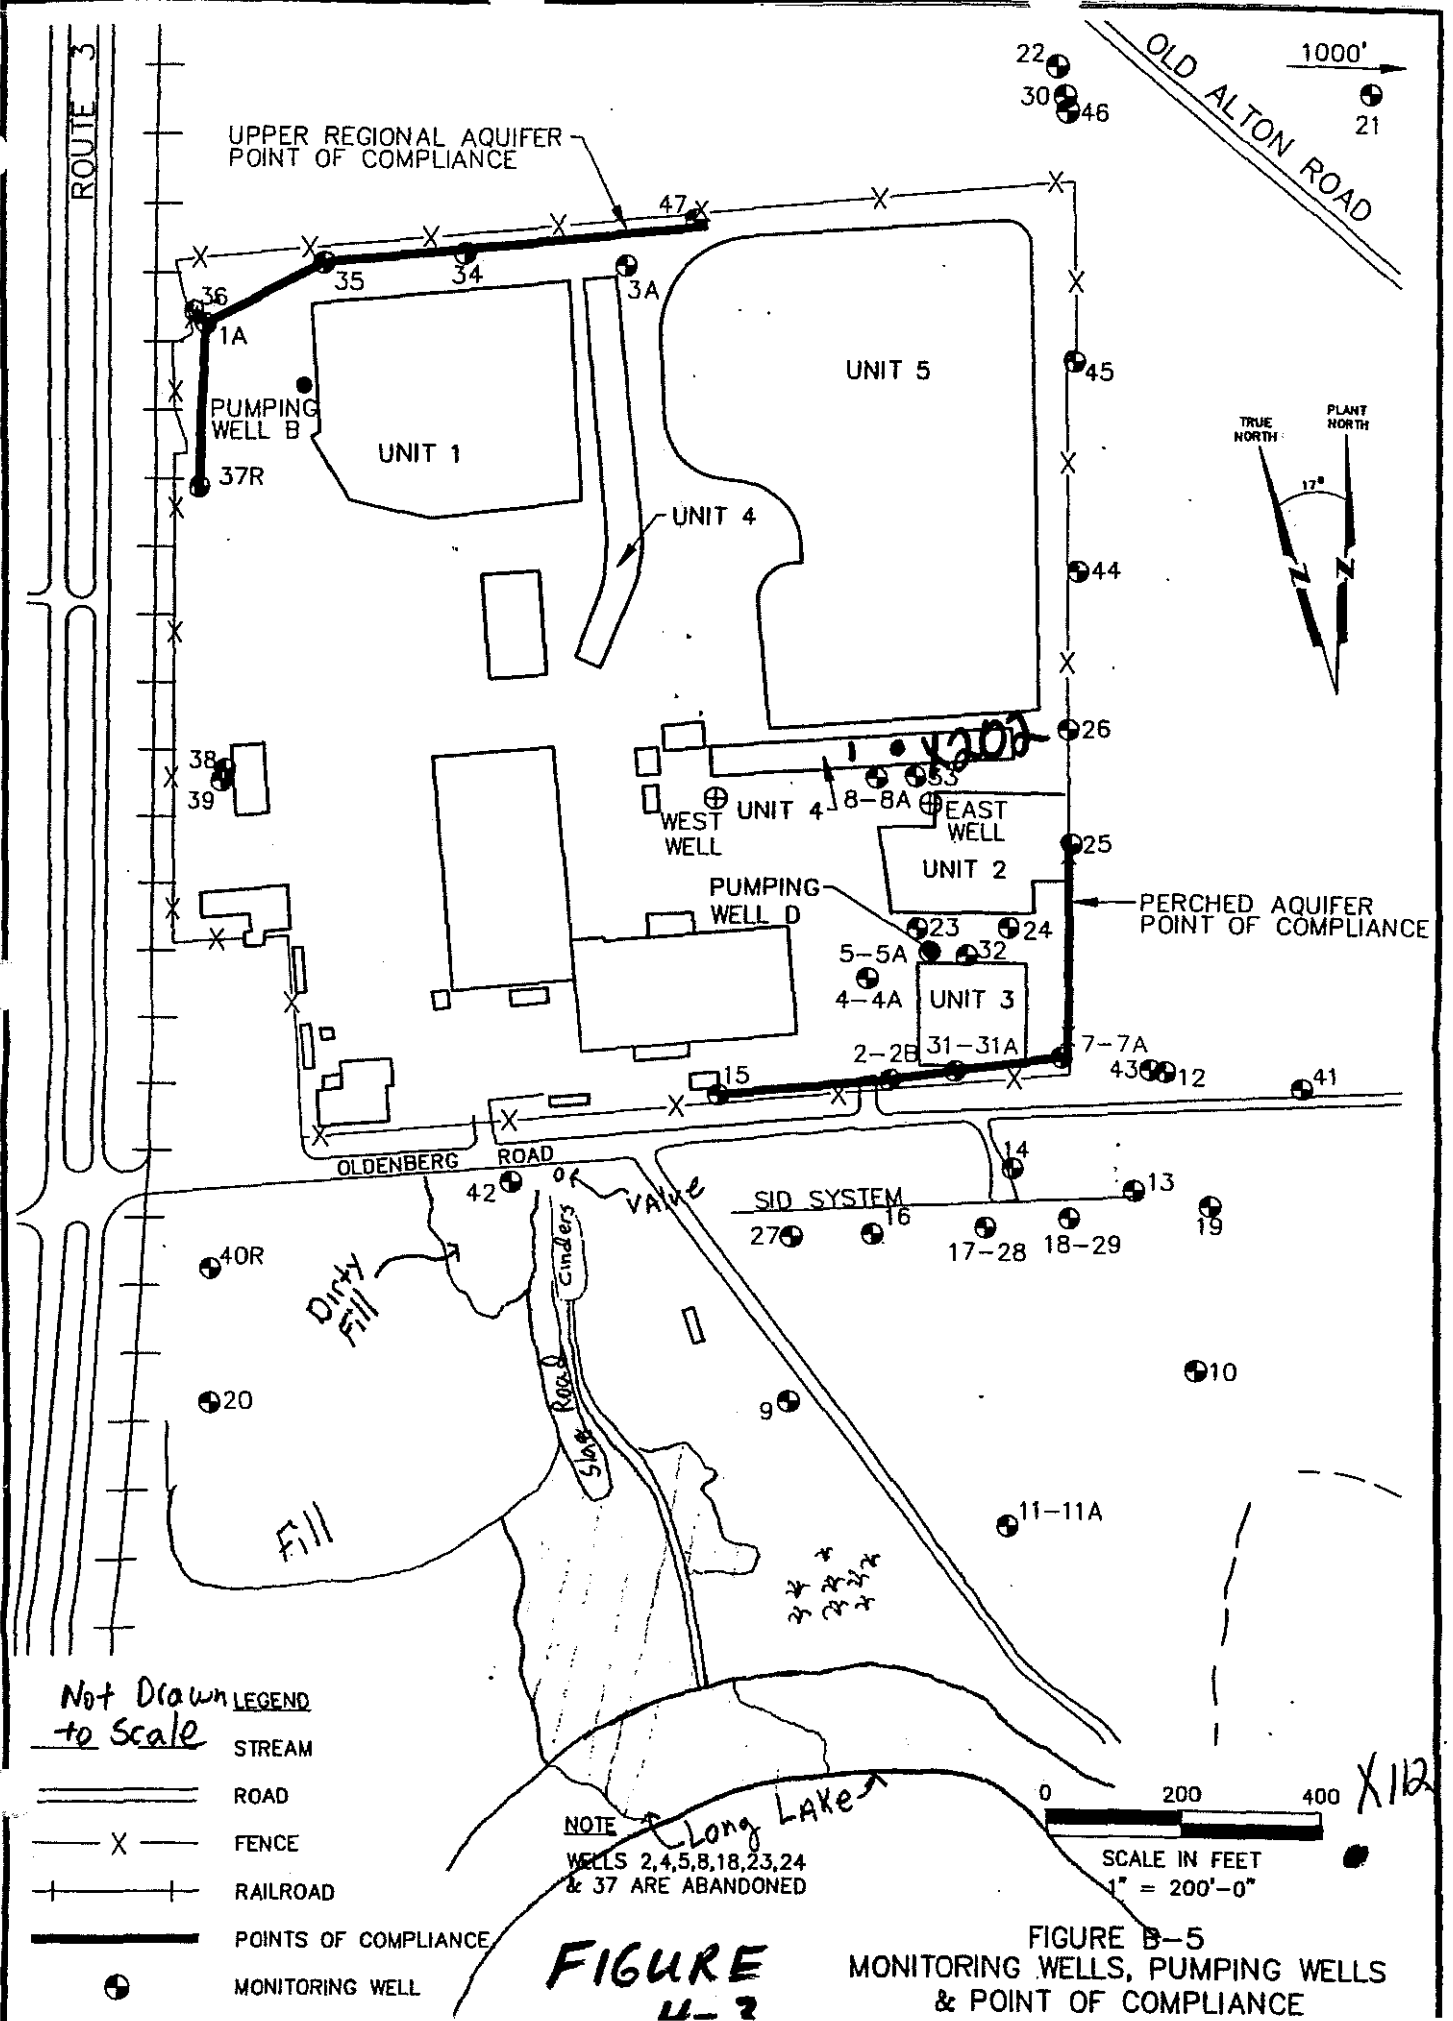 ROUTE 3
22
30
46
OLD ALTON ROAD
1000'
21
UPPER REGIONAL AQUIFER
POINT OF COMPLIANCE
47
35
34
3A
36
1A
PUMPING
WELL B
37R
UNIT 1
UNIT 4
UNIT 5
45
TRUE
NORTH
PLANT
NORTH
17°
N
N
44
26
X202
38
39
WEST
WELL
UNIT 4
8-8A
33
EAST
WELL
25
UNIT 2
PUMPING
WELL D
PERCHED AQUIFER
POINT OF COMPLIANCE
23
24
5-5A
32
4-4A
UNIT 3
2-2B
31-31A
7-7A
43
12
41
15
OLDENBERG ROAD
42
VALVE
14
13
SID SYSTEM
27
16
17-28
18-29
19
Cinders
40R
Dirty
Fill
Slag Road
20
9
10
11-11A
Fill
Not Drawn
to Scale
LEGEND
STREAM
ROAD
X FENCE
RAILROAD
POINTS OF COMPLIANCE
MONITORING WELL
NOTE
WELLS 2,4,5,8,18,23,24
& 37 ARE ABANDONED
Long LAKe
0 200 400
SCALE IN FEET
1" = 200'-0"
X112
FIGURE
FIGURE B-5
MONITORING WELLS, PUMPING WELLS
& POINT OF COMPLIANCE